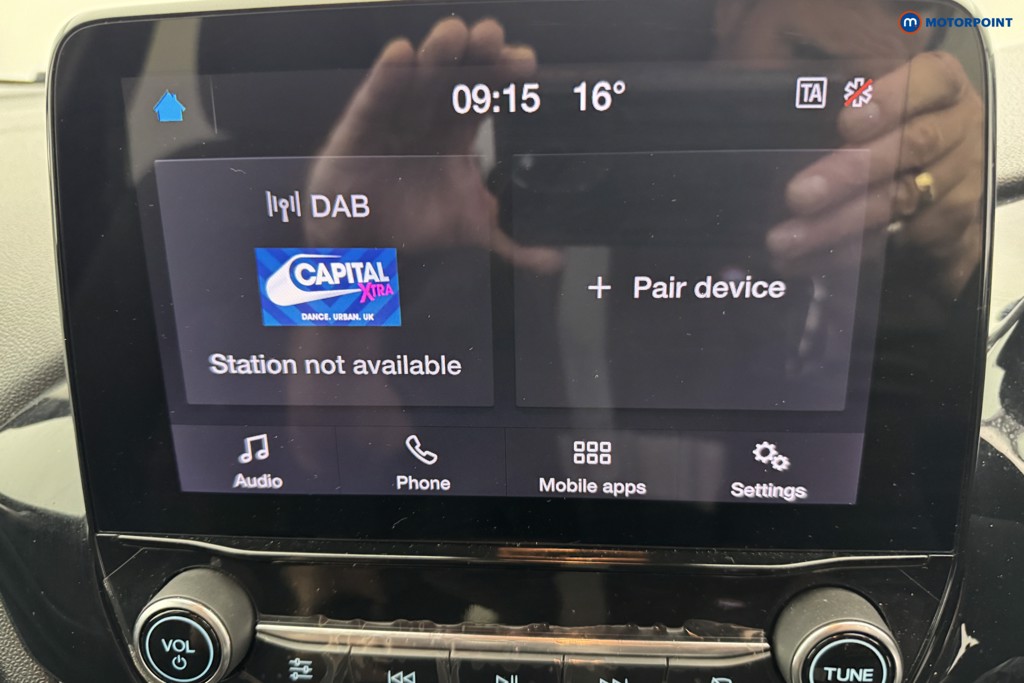 m MOTORPOINT
09:15 16° TA
DAB
CAPITAL
XTRA
DANCE. URBAN. UK
Station not available
+ Pair device
Audio Phone Mobile apps Settings
VOL
TUNE